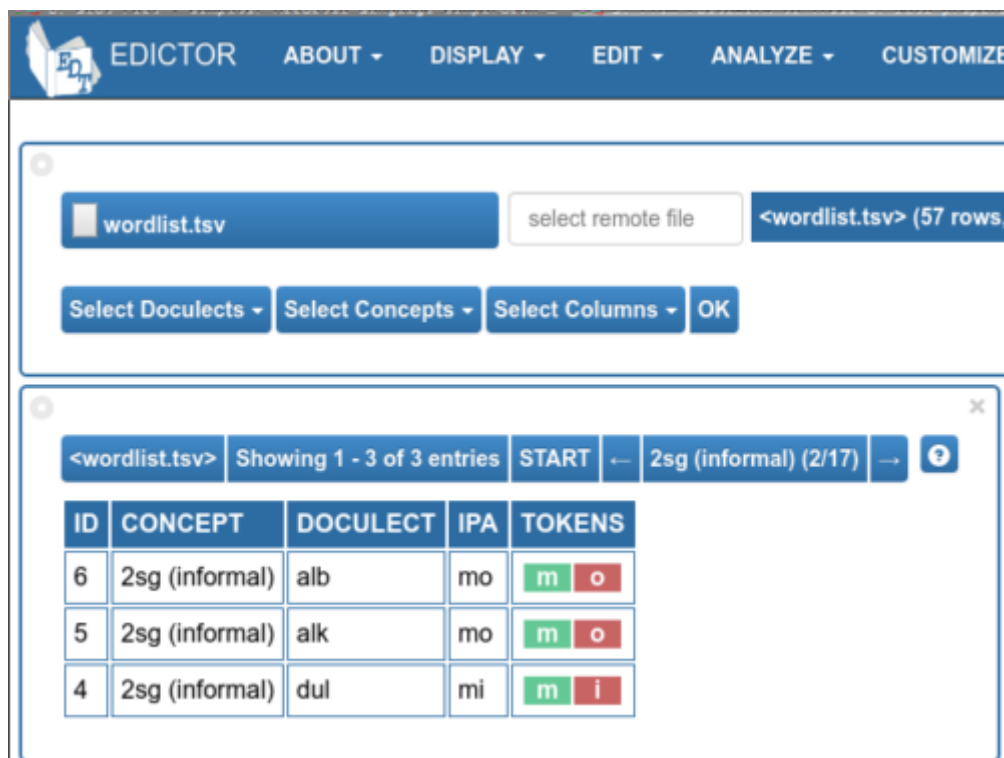 EDICTOR ABOUT DISPLAY EDIT ANALYZE CUSTOMIZE
EDT
wordlist.tsv select remote file <wordlist.tsv> (57 rows,
Select Doculects Select Concepts Select Columns OK
<wordlist.tsv> Showing 1 - 3 of 3 entries START ← 2sg (informal) (2/17) → ?
ID CONCEPT DOCULECT IPA TOKENS
6 2sg (informal) alb mo m o
5 2sg (informal) alk mo m o
4 2sg (informal) dul mi m i